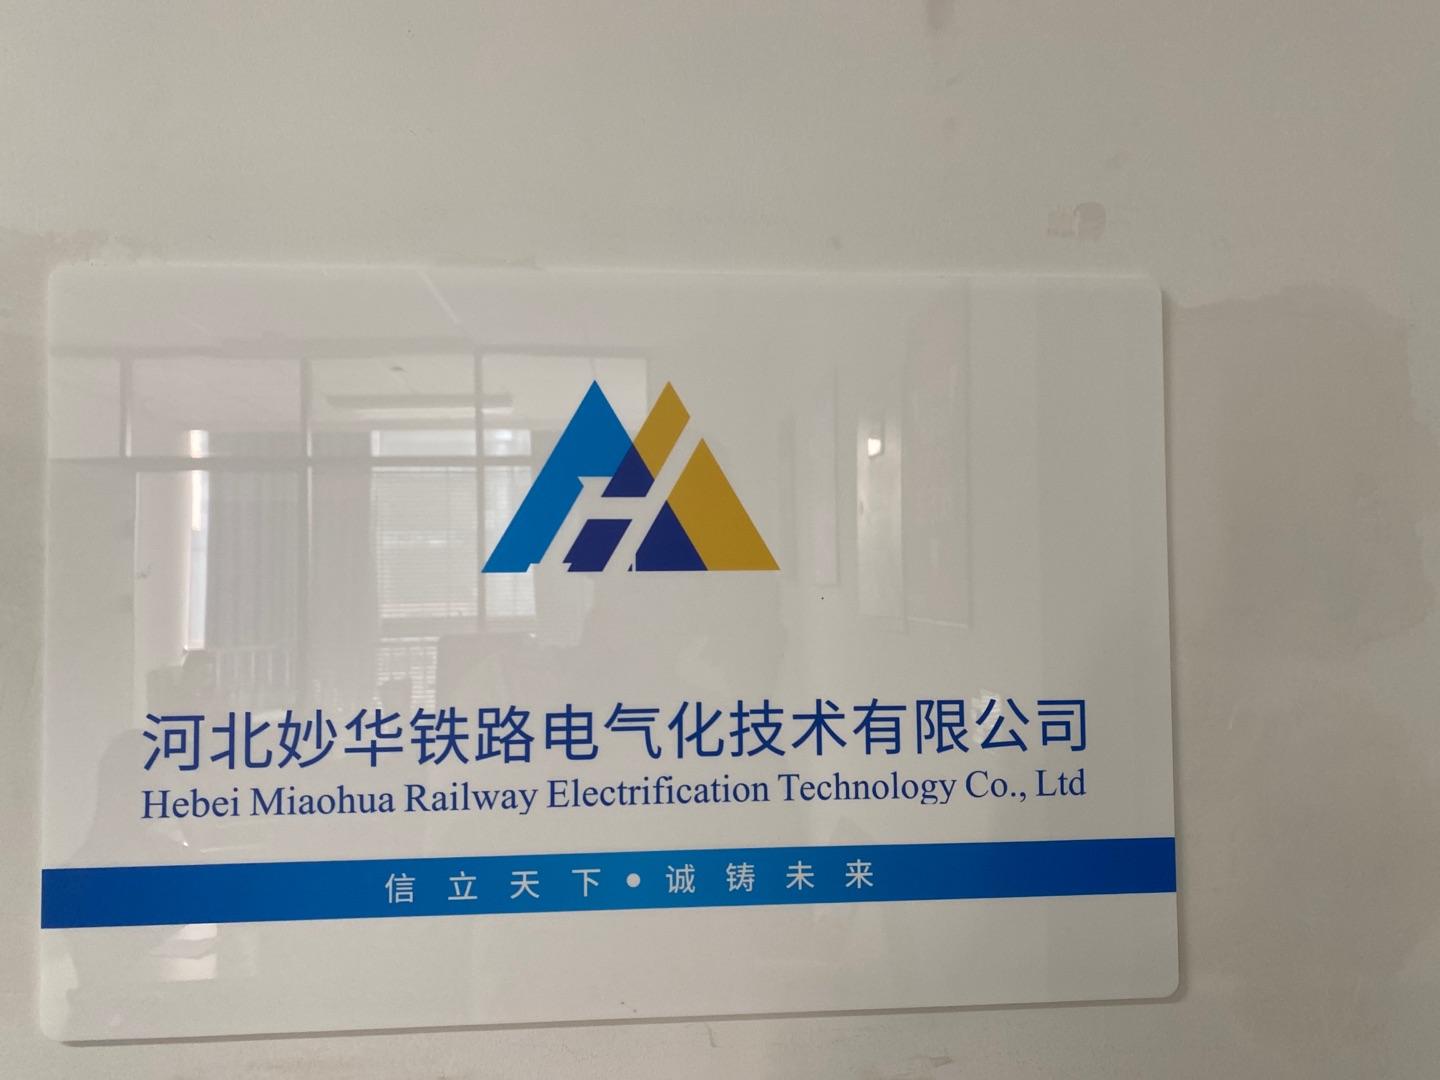 河北妙华铁路电气化技术有限公司
Hebei Miaohua Railway Electrification Technology Co., Ltd
信立天下•诚铸未来